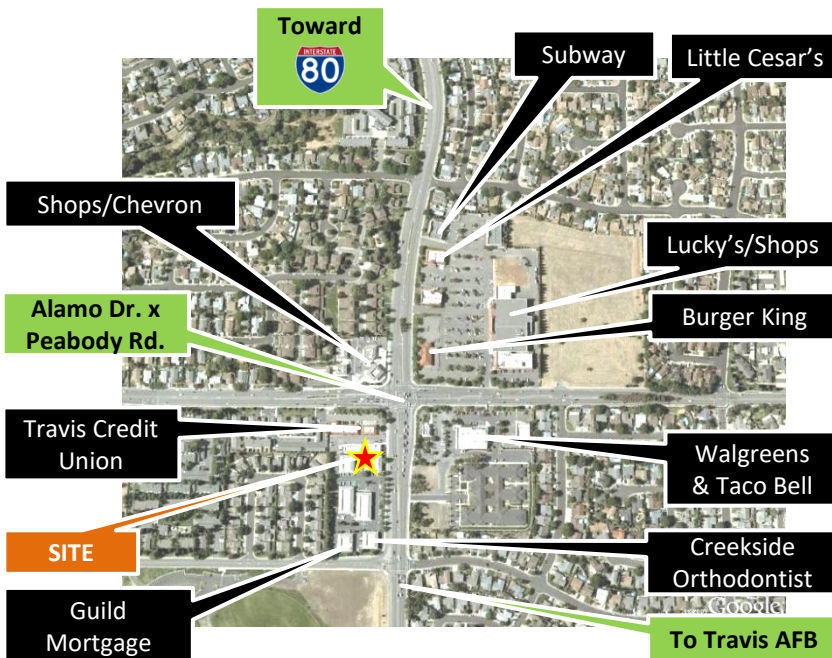 Toward
INTERSTATE
80
Subway
Little Cesar's
Shops/Chevron
Lucky's/Shops
Alamo Dr. x
Peabody Rd.
Burger King
Travis Credit
Union
Walgreens
& Taco Bell
SITE
Creekside
Orthodontist
Guild
Mortgage
Google
To Travis AFB